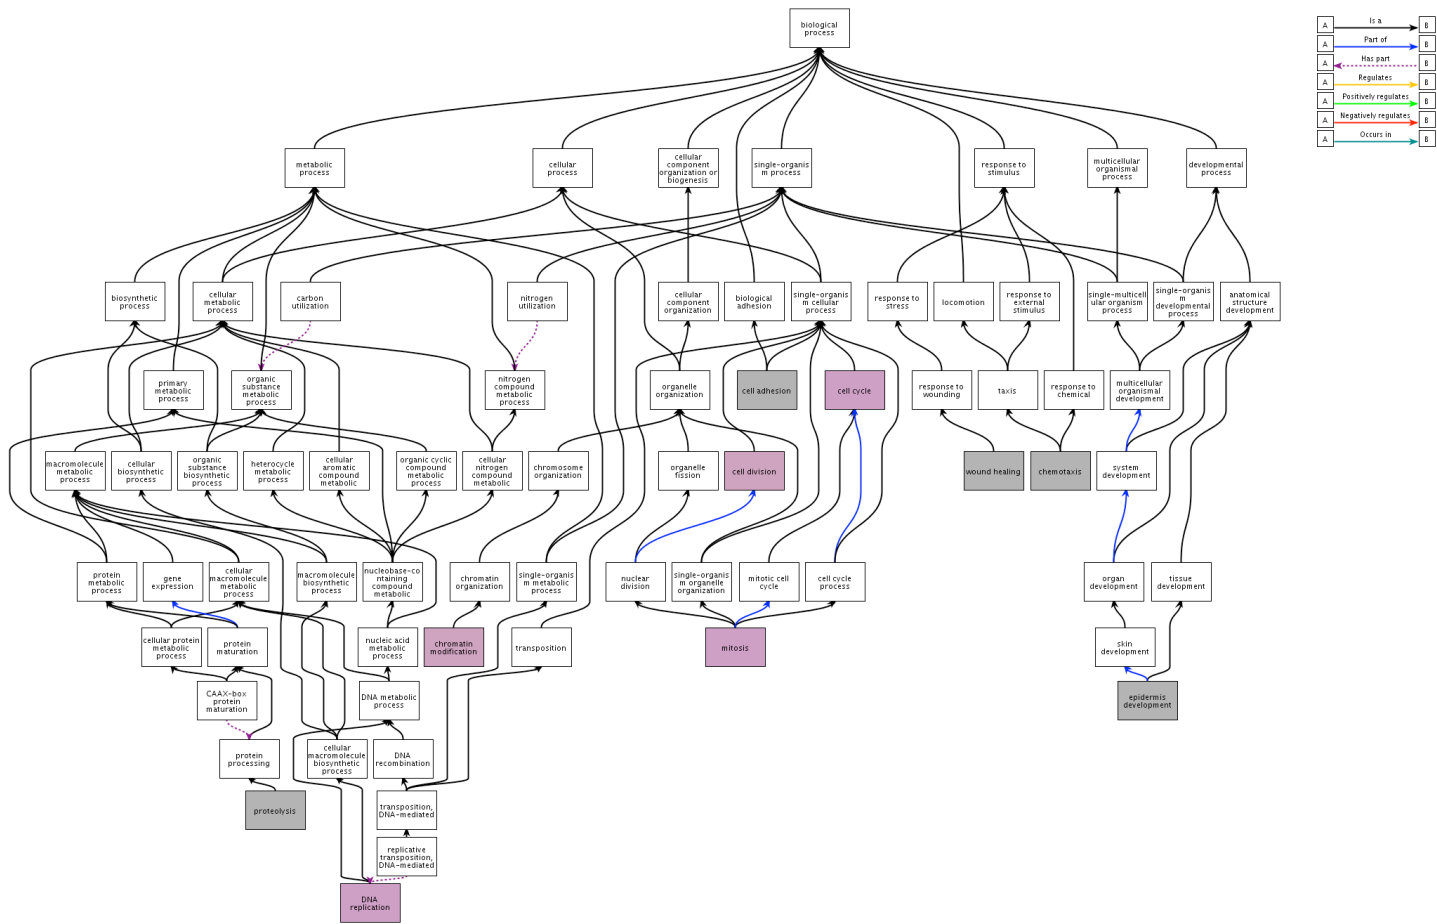 biological
process
A
Is a
B
A
Part of
B
A
Has part
B
A
Regulates
B
A
Positively regulates
B
A
Negatively regulates
B
A
Occurs in
B
metabolic
process
cellular
process
cellular
component
organization or
biogenesis
single-organis
m process
response to
stimulus
multicellular
organismal
process
developmental
process
biosynthetic
process
cellular
metabolic
process
carbon
utilization
nitrogen
utilization
cellular
component
organization
biological
adhesion
single-organis
m cellular
process
response to
stress
locomotion
response to
external
stimulus
single-multicell
ular organism
process
single-organis
m
developmental
process
anatomical
structure
development
primary
metabolic
process
organic
substance
metabolic
process
nitrogen
compound
metabolic
process
organelle
organization
cell adhesion
cell cycle
response to
wounding
taxis
response to
chemical
multicellular
organismal
development
macromolecule
metabolic
process
cellular
biosynthetic
process
organic
substance
biosynthetic
process
heterocycle
metabolic
process
cellular
aromatic
compound
metabolic
organic cyclic
compound
metabolic
process
cellular
nitrogen
compound
metabolic
chromosome
organization
organelle
fission
cell division
wound healing
chemotaxis
system
development
protein
metabolic
process
gene
expression
cellular
macromolecule
metabolic
process
macromolecule
biosynthetic
process
nucleobase-co
ntaining
compound
metabolic
chromatin
organization
single-organis
m metabolic
process
nuclear
division
single-organis
m organelle
organization
mitotic cell
cycle
cell cycle
process
organ
development
tissue
development
cellular protein
metabolic
process
protein
maturation
nucleic acid
metabolic
process
chromatin
modification
transposition
mitosis
skin
development
CAAX-box
protein
maturation
DNA metabolic
process
epidermis
development
protein
processing
cellular
macromolecule
biosynthetic
process
DNA
recombination
proteolysis
transposition,
DNA-mediated
replicative
transposition,
DNA-mediated
DNA
replication